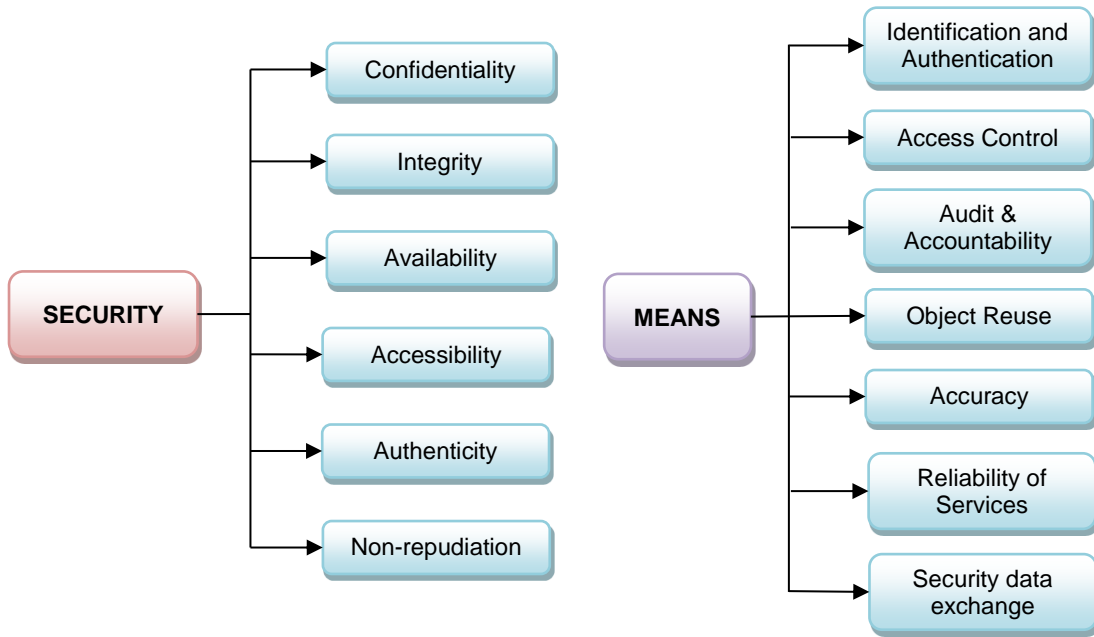 SECURITY
Confidentiality
Integrity
Availability
Accessibility
Authenticity
Non-repudiation
MEANS
Identification and
Authentication
Access Control
Audit &
Accountability
Object Reuse
Accuracy
Reliability of
Services
Security data
exchange